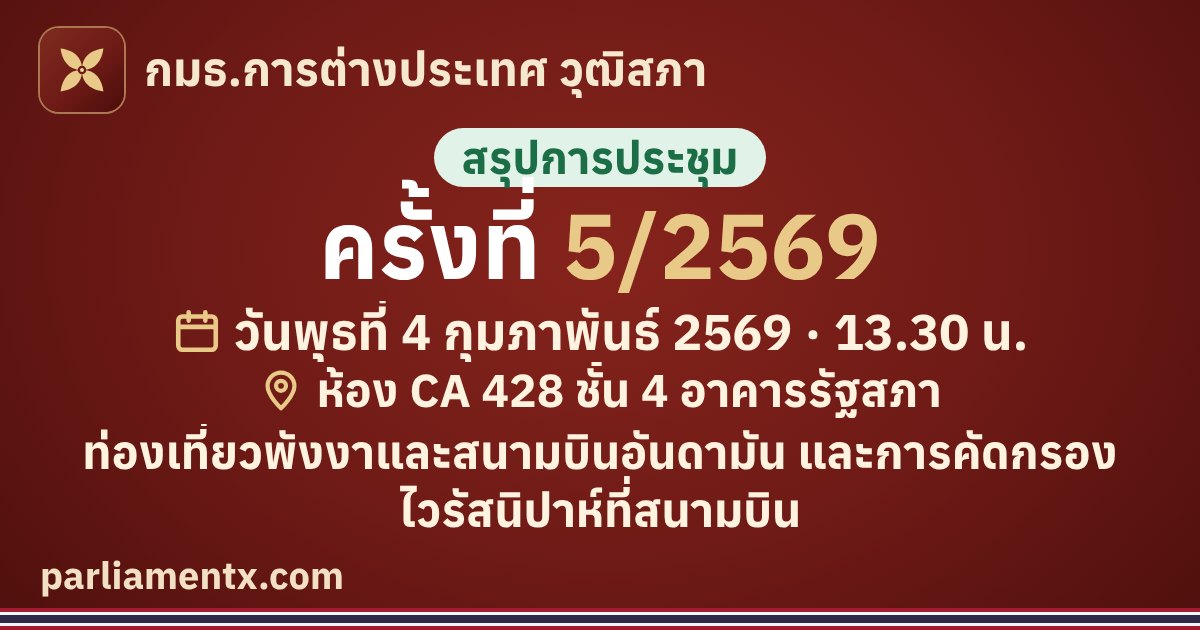 กมธ.การต่างประเทศ วุฒิสภา
สรุปการประชุม
ครั้งที่ 5/2569
วันพุธที่ 4 กุมภาพันธ์ 2569 · 13.30 น.
ห้อง CA 428 ชั้น 4 อาคารรัฐสภา
ท่องเที่ยวพังงาและสนามบินอันดามัน และการคัดกรอง
ไวรัสนิปาห์ที่สนามบิน
parliamentx.com